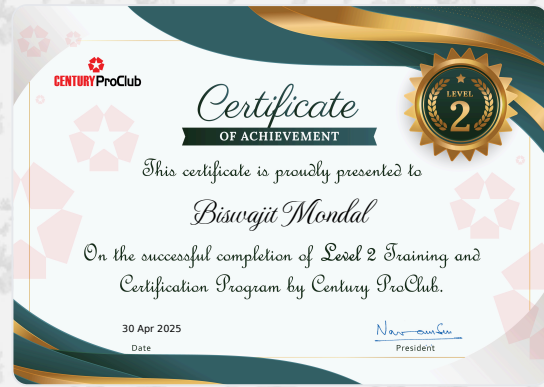 CENTURY ProClub
Certificate
OF ACHIEVEMENT
LEVEL
2
This certificate is proudly presented to
Biswajit Mondal
On the successful completion of Level 2 Training and
Certification Program by Century ProClub.
30 Apr 2025
Date
President